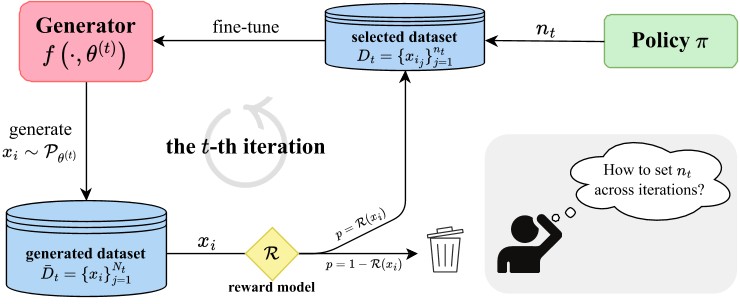 Generator
f (·, θ^(t))
fine-tune
selected dataset
D_t = {x_{i_j}}_{j=1}^{n_t}
n_t
Policy π
generate
x_i ∼ P_{θ^(t)}
the t-th iteration
How to set n_t
across iterations?
generated dataset
D̄_t = {x_i}_{j=1}^{N_t}
x_i
R
reward model
p = R(x_i)
p = 1 − R(x_i)